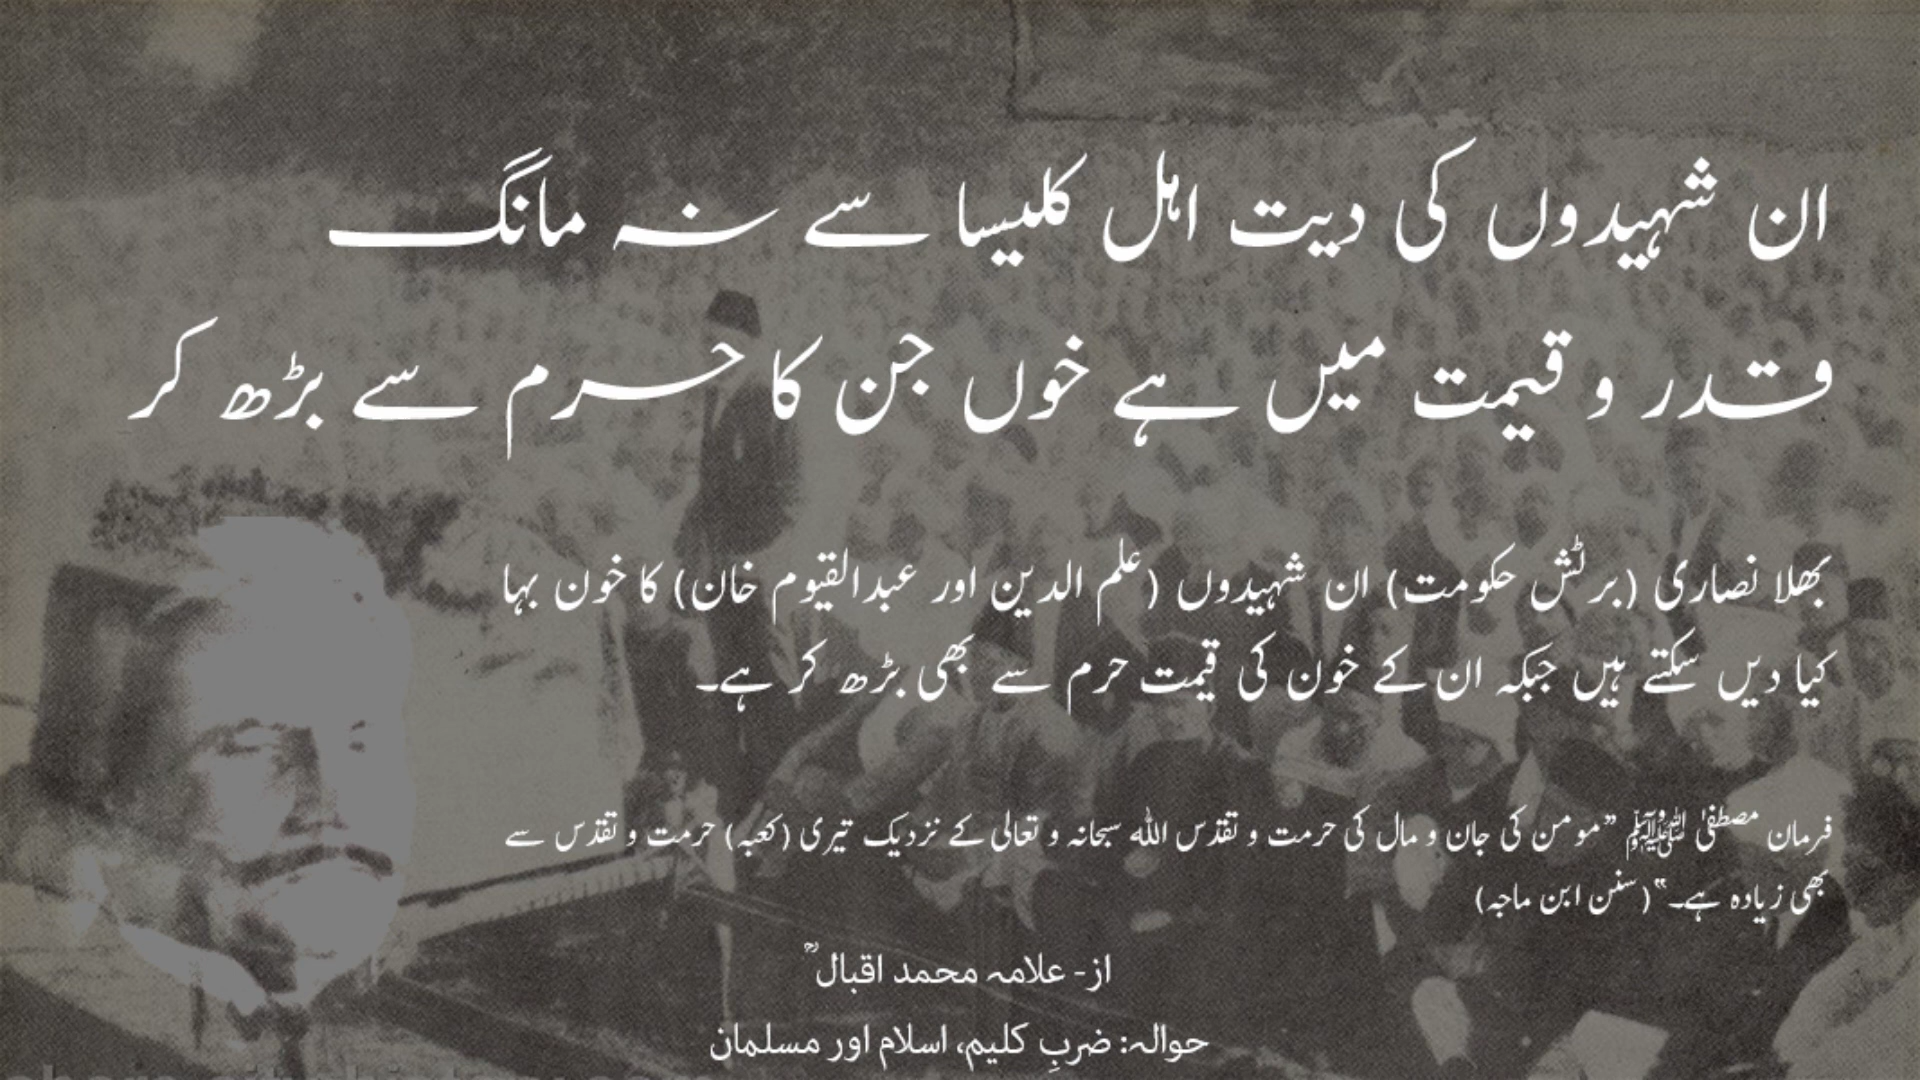 ان شہیدوں کی دیت اہل کلیسا سے نہ مانگ
قدر و قیمت میں ہے خوں جن کا حرم سے بڑھ کر
بھلا نصاری (برٹش حکومت) ان شہیدوں (علم الدین اور عبدالقیوم خان) کا خون بہا
کیا دیں سکتے ہیں جبکہ ان کے خون کی قیمت حرم سے بھی بڑھ کر ہے۔
فرمان مصطفیٰ ﷺ ”مومن کی جان و مال کی حرمت و تقدس اللہ سبحانہ و تعالی کے نزدیک تیری (کعبہ) حرمت و تقدس سے
بھی زیادہ ہے۔“ (سنن ابن ماجہ)
از- علامہ محمد اقبالؒ
حوالہ: ضربِ کلیم، اسلام اور مسلمان